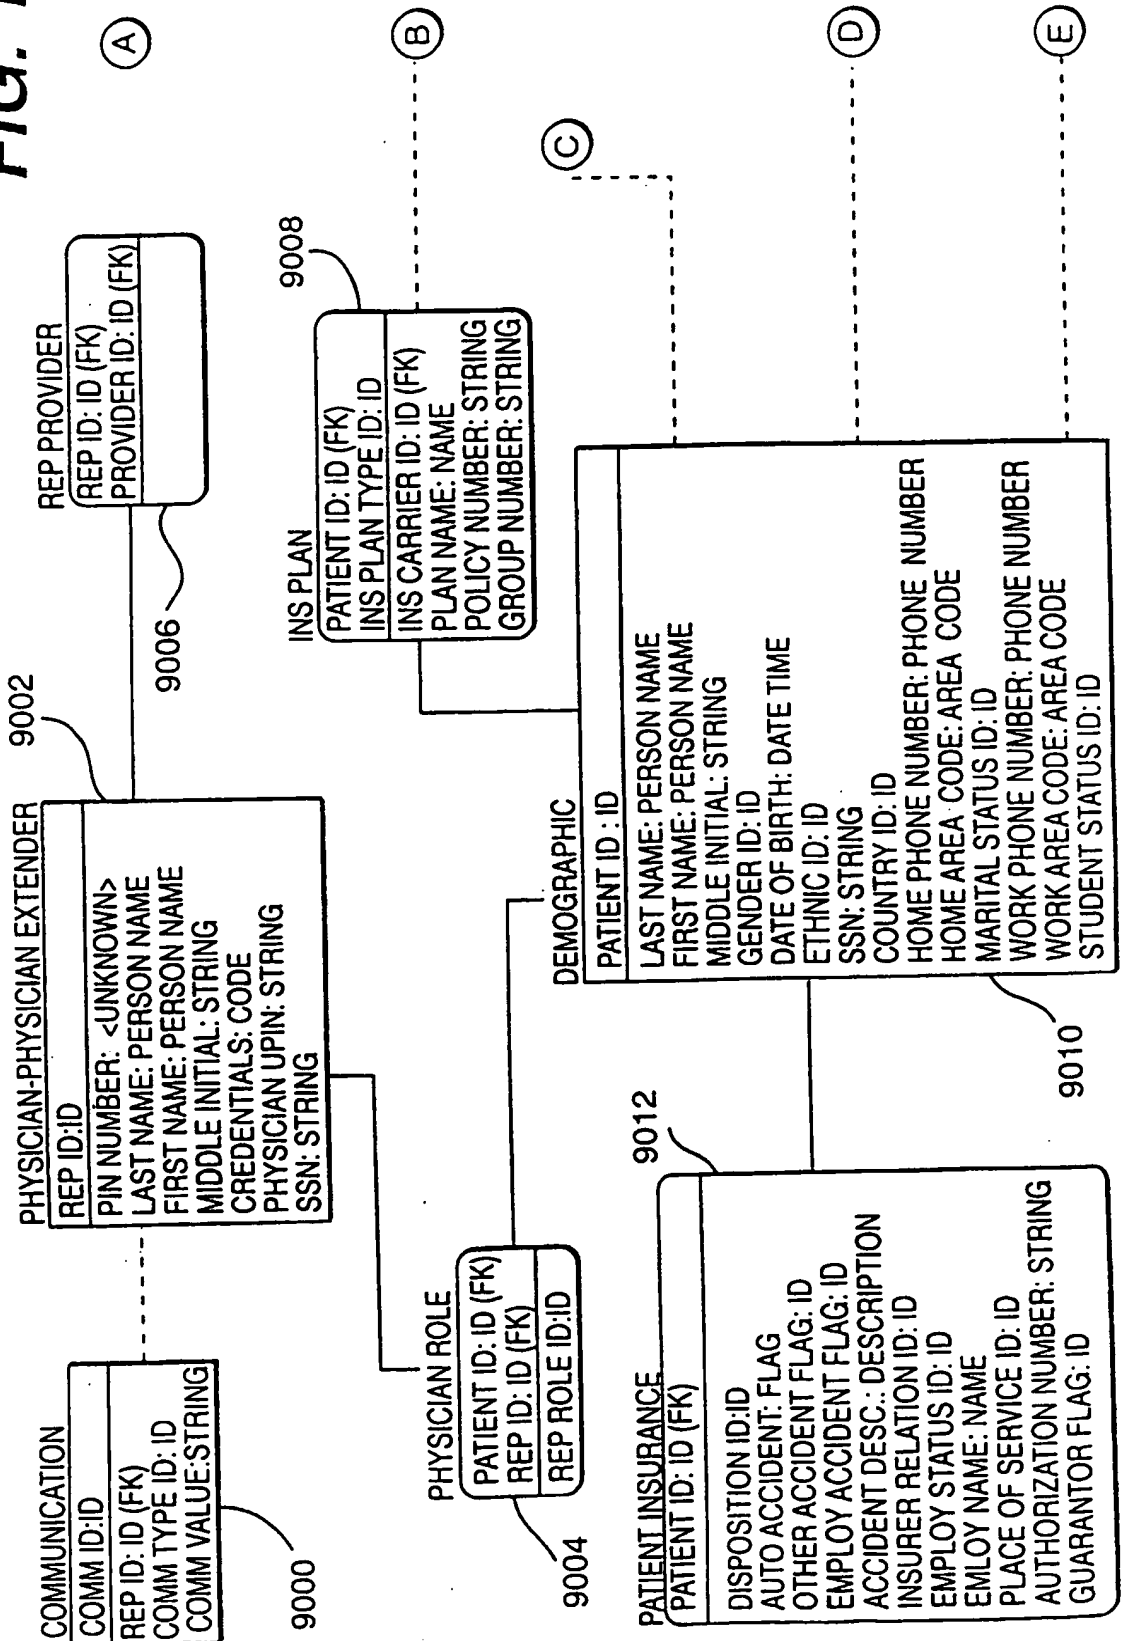 FIG. 1
COMMUNICATION
COMM ID:ID
REP ID: ID (FK)
COMM TYPE ID: ID
COMM VALUE:STRING
9000
PHYSICIAN-PHYSICIAN EXTENDER
REP ID:ID
PIN NUMBER: <UNKNOWN>
LAST NAME: PERSON NAME
FIRST NAME: PERSON NAME
MIDDLE INITIAL: STRING
CREDENTIALS: CODE
PHYSICIAN UPIN: STRING
SSN: STRING
9002
REP PROVIDER
REP ID: ID (FK)
PROVIDER ID: ID (FK)
9006
A
PHYSICIAN ROLE
PATIENT ID: ID (FK)
REP ID: ID (FK)
REP ROLE ID:ID
9004
INS PLAN
PATIENT ID: ID (FK)
INS PLAN TYPE ID: ID
INS CARRIER ID: ID (FK)
PLAN NAME: NAME
POLICY NUMBER: STRING
GROUP NUMBER: STRING
9008
B
C
PATIENT INSURANCE
PATIENT ID: ID (FK)
DISPOSITION ID:ID
AUTO ACCIDENT: FLAG
OTHER ACCIDENT FLAG: ID
EMPLOY ACCIDENT FLAG: ID
ACCIDENT DESC.: DESCRIPTION
INSURER RELATION ID: ID
EMPLOY STATUS ID: ID
EMLOY NAME: NAME
PLACE OF SERVICE ID: ID
AUTHORIZATION NUMBER: STRING
GUARANTOR FLAG: ID
9012
DEMOGRAPHIC
PATIENT ID : ID
LAST NAME: PERSON NAME
FIRST NAME: PERSON NAME
MIDDLE INITIAL: STRING
GENDER ID: ID
DATE OF BIRTH: DATE TIME
ETHNIC ID: ID
SSN: STRING
COUNTRY ID: ID
HOME PHONE NUMBER: PHONE NUMBER
HOME AREA CODE: AREA CODE
MARITAL STATUS ID: ID
WORK PHONE NUMBER: PHONE NUMBER
WORK AREA CODE: AREA CODE
STUDENT STATUS ID: ID
9010
D
E